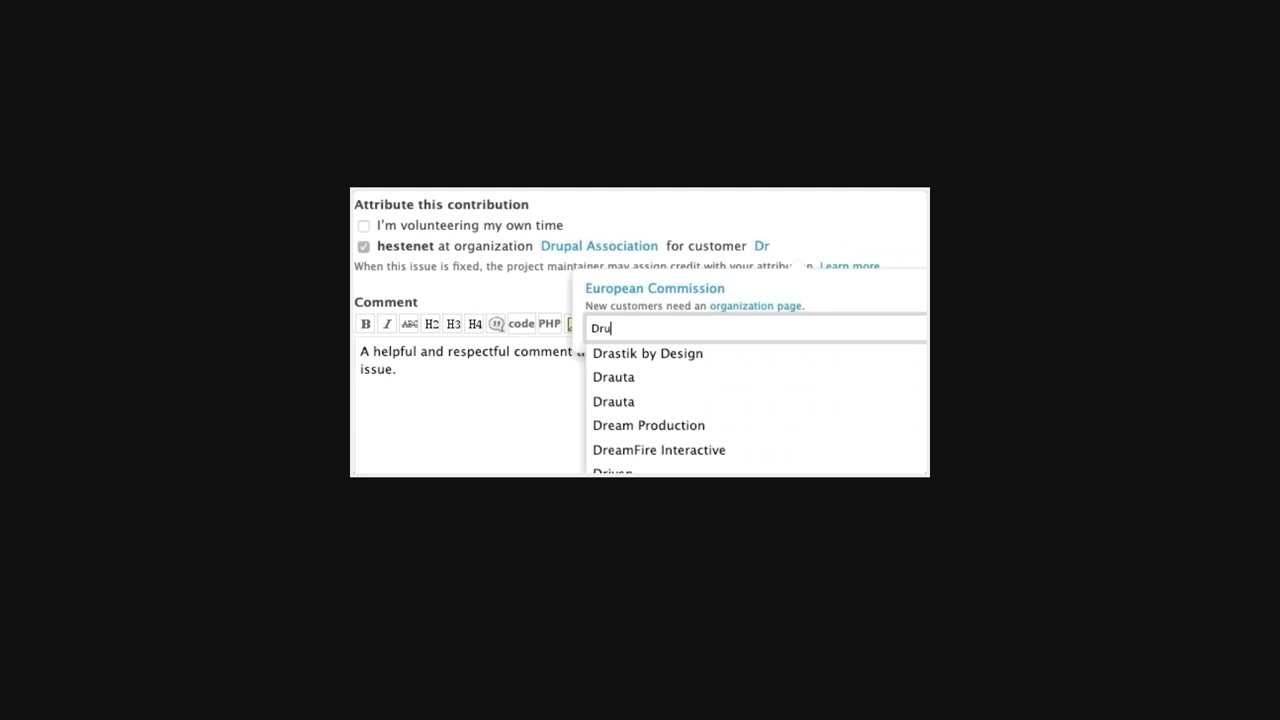 Attribute this contribution
I'm volunteering my own time
hestenet at organization Drupal Association for customer Dr
When this issue is fixed, the project maintainer may assign credit with your Learn more
European Commission
New customers need an organization page.
Comment
B I ABC H2 H3 H4 code PHP
Dru
A helpful and respectful comment
issue.
Drastik by Design
Drauta
Drauta
Dream Production
DreamFire Interactive